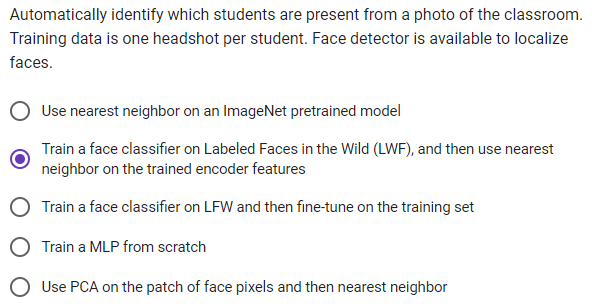 Automatically identify which students are present from a photo of the classroom.
Training data is one headshot per student. Face detector is available to localize
faces.
Use nearest neighbor on an ImageNet pretrained model
Train a face classifier on Labeled Faces in the Wild (LWF), and then use nearest
neighbor on the trained encoder features
Train a face classifier on LFW and then fine-tune on the training set
Train a MLP from scratch
Use PCA on the patch of face pixels and then nearest neighbor